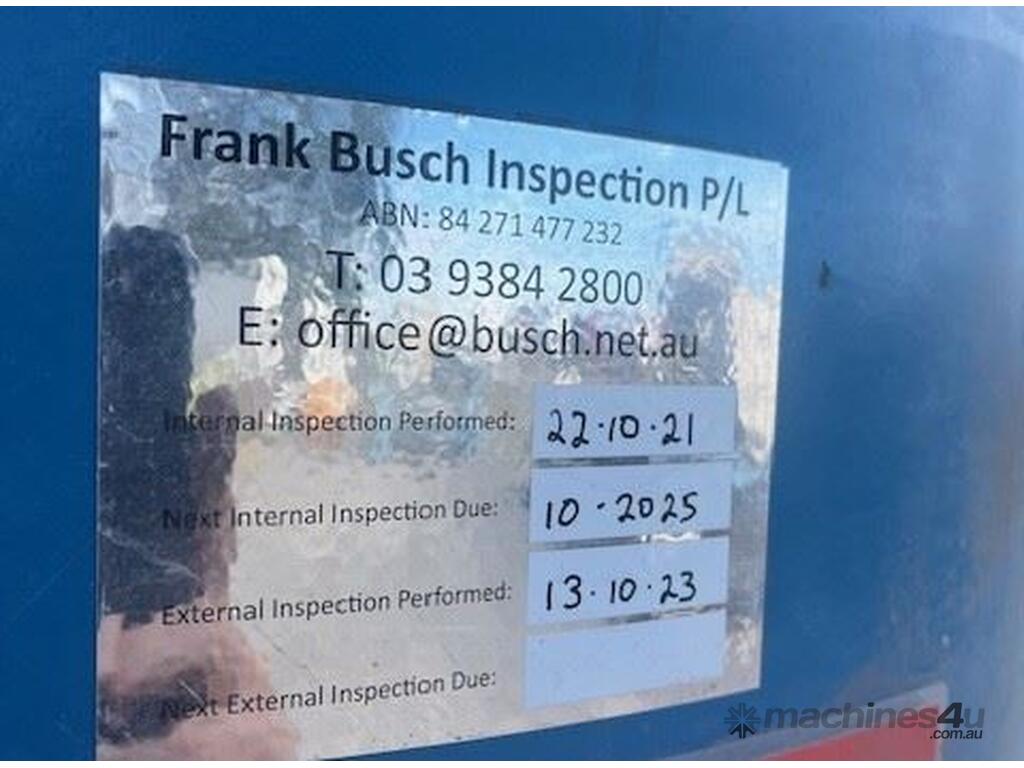 Frank Busch Inspection P/L
ABN: 84 271 477 232
T: 03 9384 2800
E: office@busch.net.au
Internal Inspection Performed: 22.10.21
Next Internal Inspection Due: 10-2025
External Inspection Performed: 13.10.23
Next External Inspection Due:
machines4u
.com.au